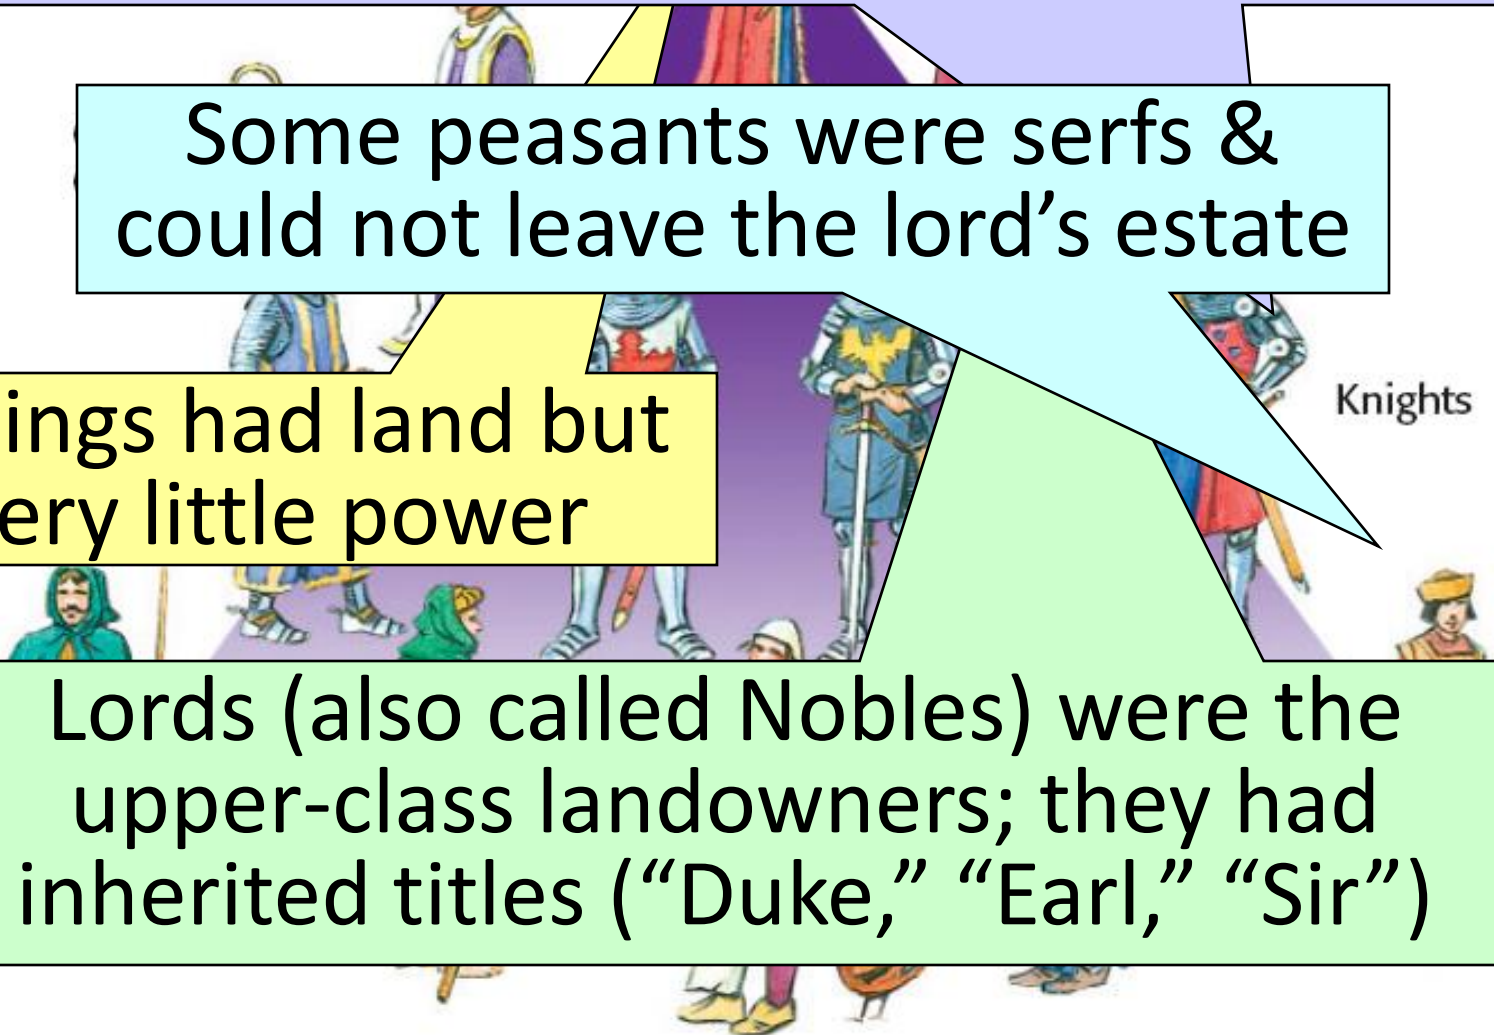 Some peasants were serfs &
could not leave the lord’s estate
ings had land but
ery little power
Knights
Lords (also called Nobles) were the
upper-class landowners; they had
inherited titles (“Duke,” “Earl,” “Sir”)